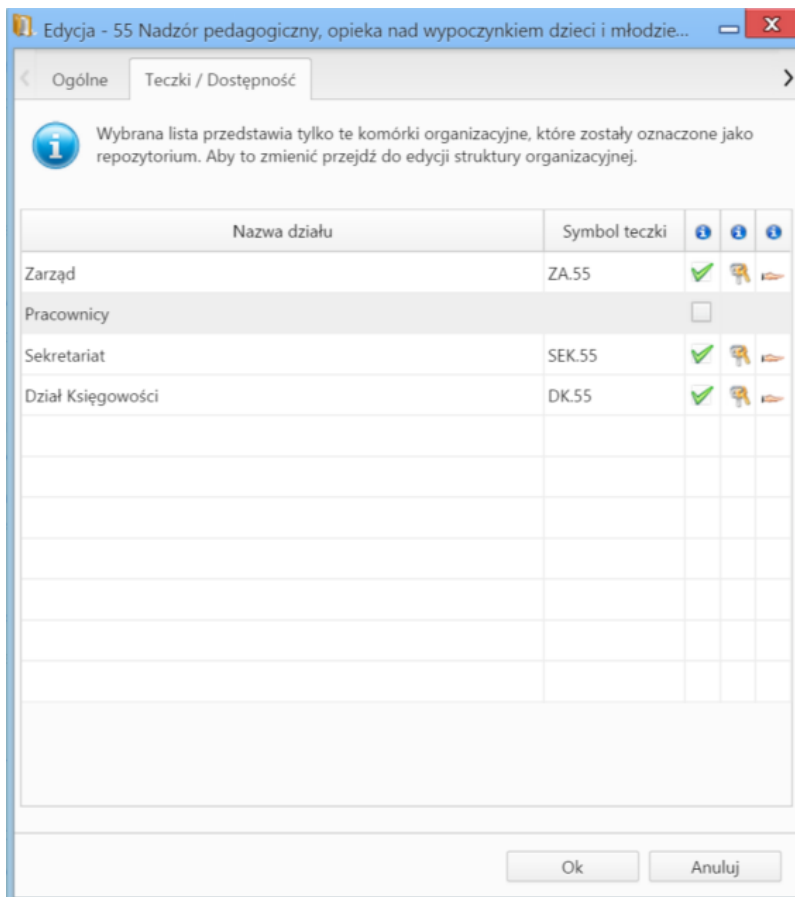 Edycja - 55 Nadzór pedagogiczny, opieka nad wypoczynkiem dzieci i młodzie...
Ogólne Teczki / Dostępność
Wybrana lista przedstawia tylko te komórki organizacyjne, które zostały oznaczone jako
repozytorium. Aby to zmienić przejdź do edycji struktury organizacyjnej.
Nazwa działu Symbol teczki
Zarząd ZA.55
Pracownicy
Sekretariat SEK.55
Dział Księgowości DK.55
Ok Anuluj